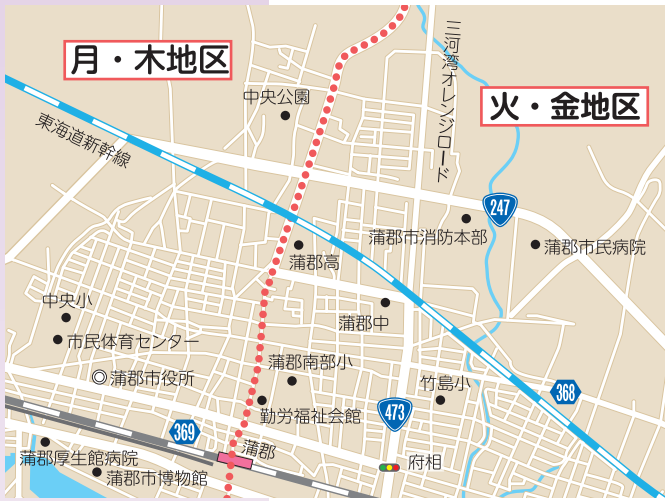 月・木地区
三河湾オレンジロード
中央公園
火・金地区
東海道新幹線
247
蒲郡市消防本部
蒲郡市民病院
蒲郡高
中央小
蒲郡中
市民体育センター
蒲郡南部小
蒲郡市役所
竹島小
368
勤労福祉会館
473
369
蒲郡
蒲郡厚生館病院
府相
蒲郡市博物館